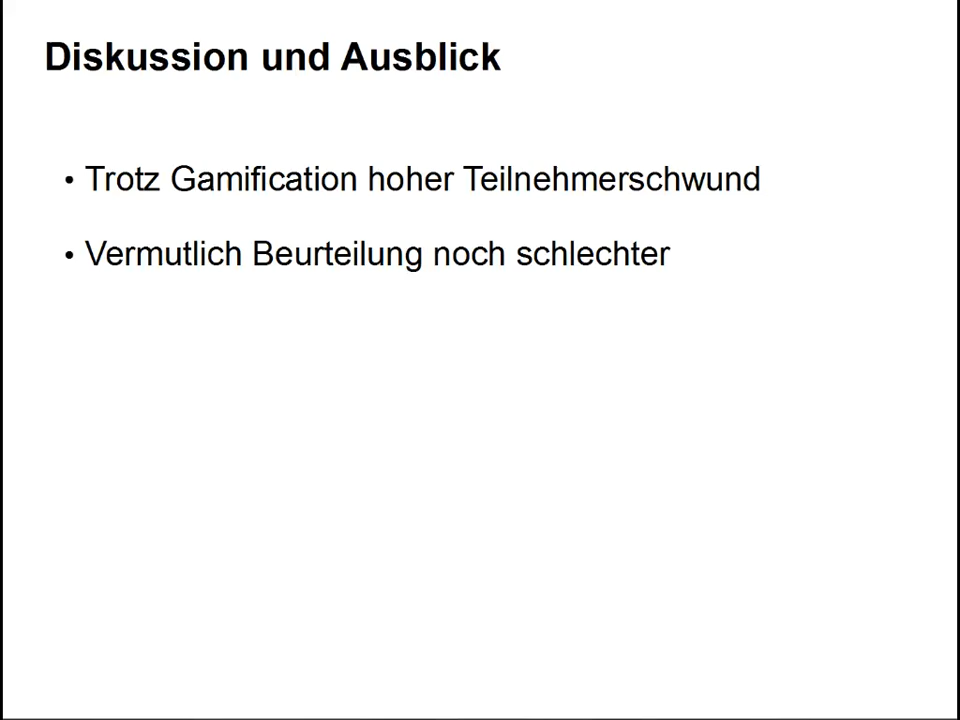 Diskussion und Ausblick
• Trotz Gamification hoher Teilnehmerschwund
• Vermutlich Beurteilung noch schlechter